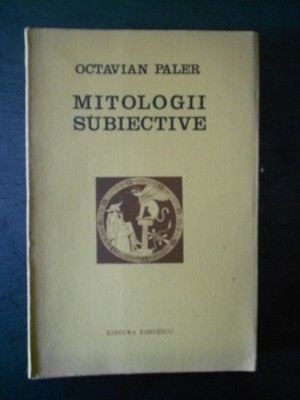 OCTAVIAN PALER
MITOLOGII
SUBIECTIVE
EDITURA EMINESCU